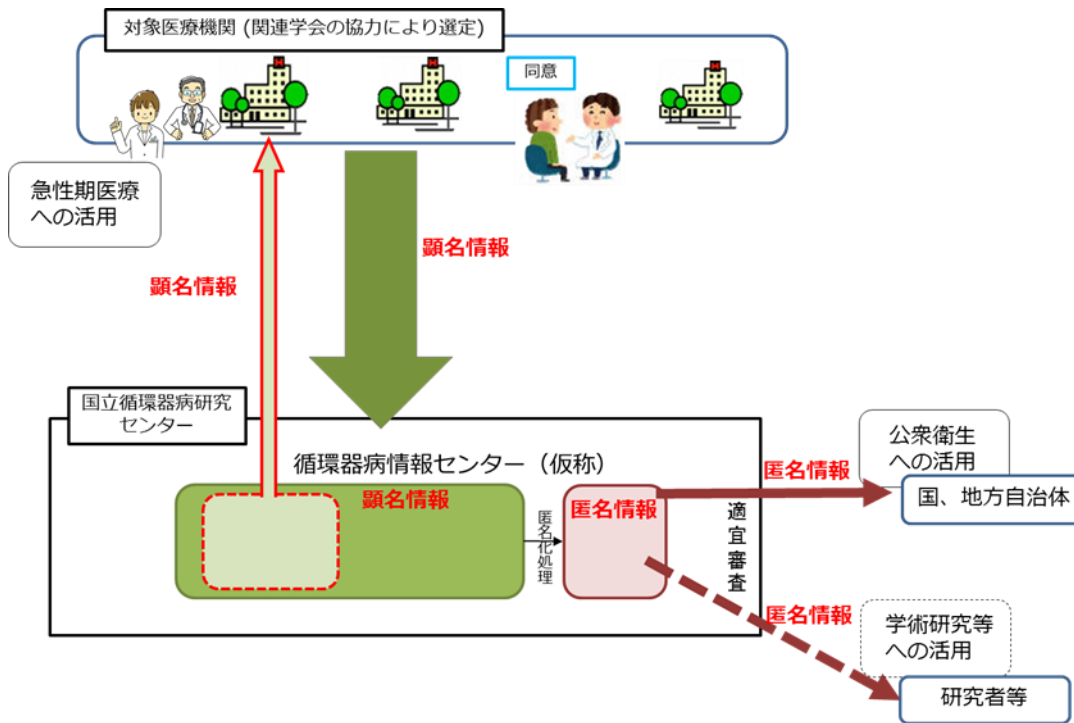 対象医療機関 (関連学会の協力により選定)
H
H
同意
H
急性期医療
への活用
顕名情報
顕名情報
国立循環器病研究
センター
循環器病情報センター（仮称）
顕名情報
匿名化処理
匿名情報
適宜審査
匿名情報
公衆衛生
への活用
国、地方自治体
匿名情報
学術研究等
への活用
研究者等